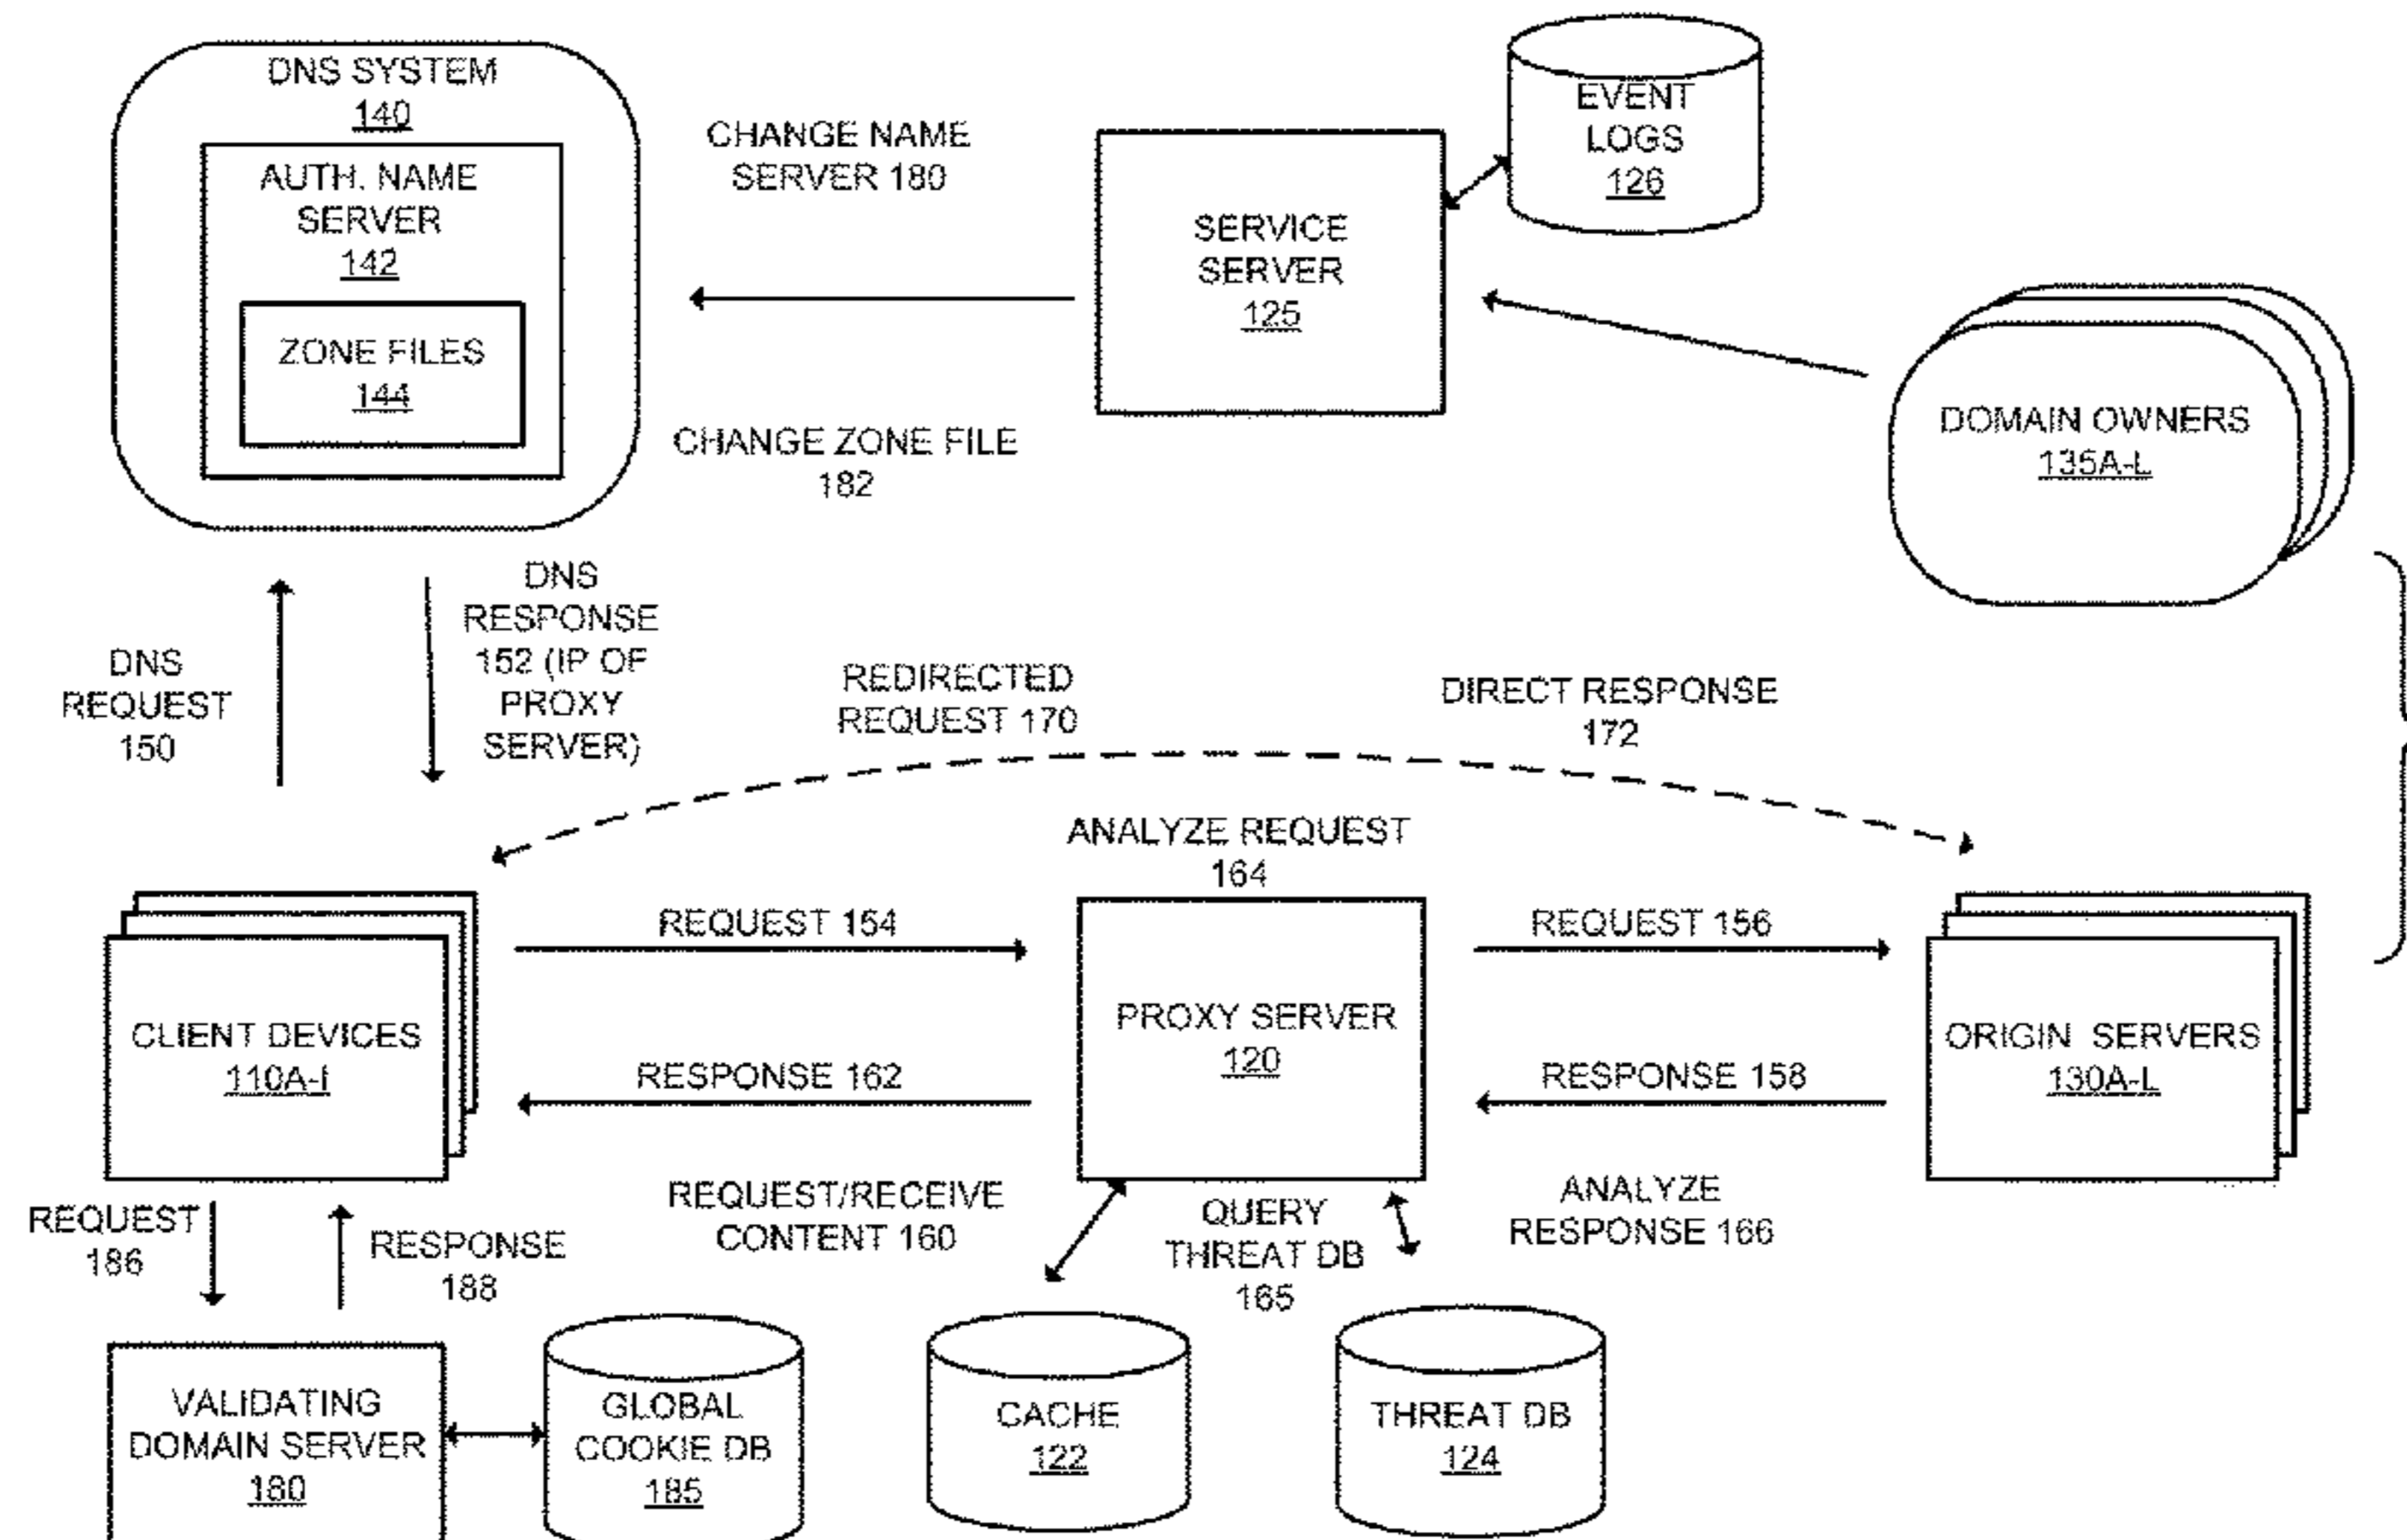 DNS SYSTEM
140
AUTH. NAME
SERVER
142
ZONE FILES
144
CHANGE NAME
SERVER 180
CHANGE ZONE FILE
182
SERVICE
SERVER
125
EVENT
LOGS
126
DOMAIN OWNERS
135A-L
DNS
REQUEST
150
DNS
RESPONSE
152 (IP OF
PROXY
SERVER)
REDIRECTED
REQUEST 170
DIRECT RESPONSE
172
ANALYZE REQUEST
164
CLIENT DEVICES
110A-I
REQUEST 154
RESPONSE 162
PROXY SERVER
120
REQUEST 156
RESPONSE 158
ORIGIN SERVERS
130A-L
REQUEST
186
RESPONSE
188
REQUEST/RECEIVE
CONTENT 160
QUERY
THREAT DB
165
ANALYZE
RESPONSE 166
VALIDATING
DOMAIN SERVER
180
GLOBAL
COOKIE DB
185
CACHE
122
THREAT DB
124